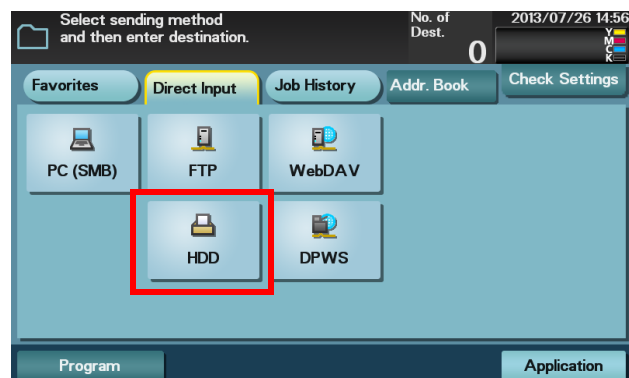 Select sending method
and then enter destination.
No. of
Dest.
0
2013/07/26 14:56
Y
M
C
K
Favorites
Direct Input
Job History
Addr. Book
Check Settings
PC (SMB)
FTP
WebDAV
HDD
DPWS
Program
Application